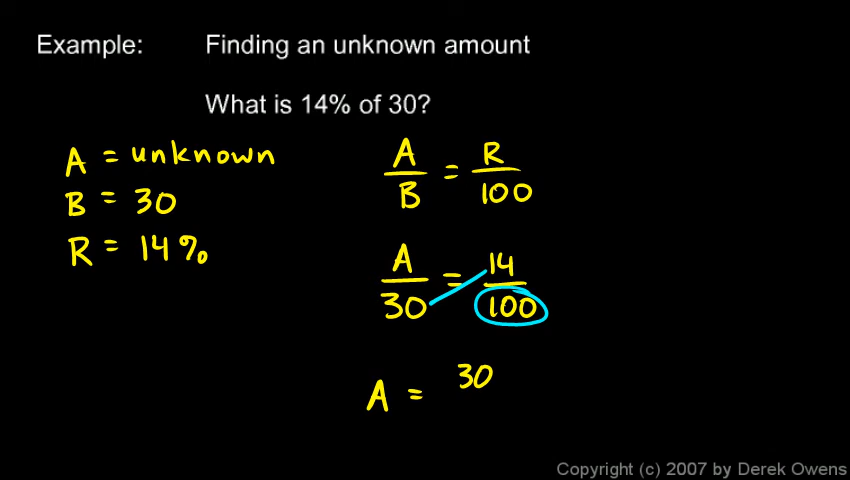 Example: Finding an unknown amount
What is 14% of 30?
A = unknown
B = 30
R = 14%
A/B = R/100
A/30 = 14/100
A = 30
Copyright (c) 2007 by Derek Owens